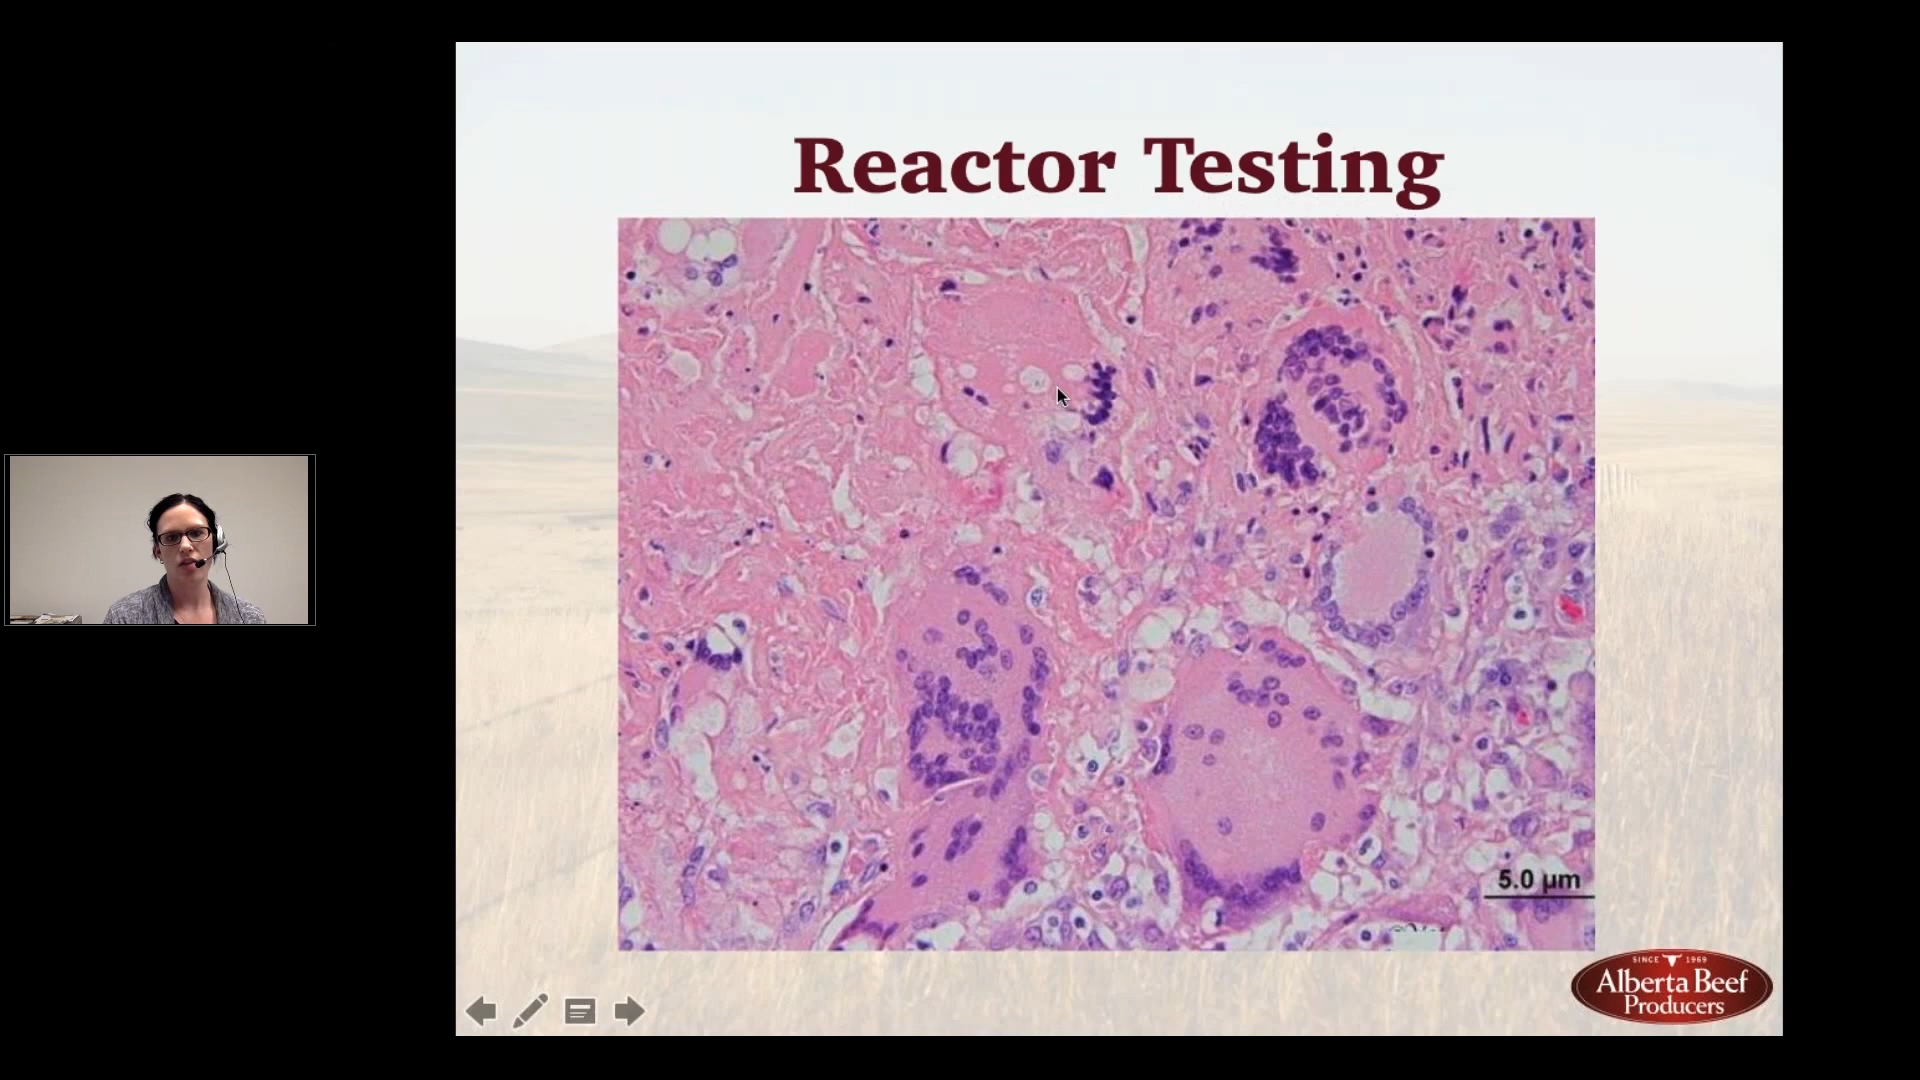 Reactor Testing
5.0 µm
SINCE 1969
Alberta Beef
Producers